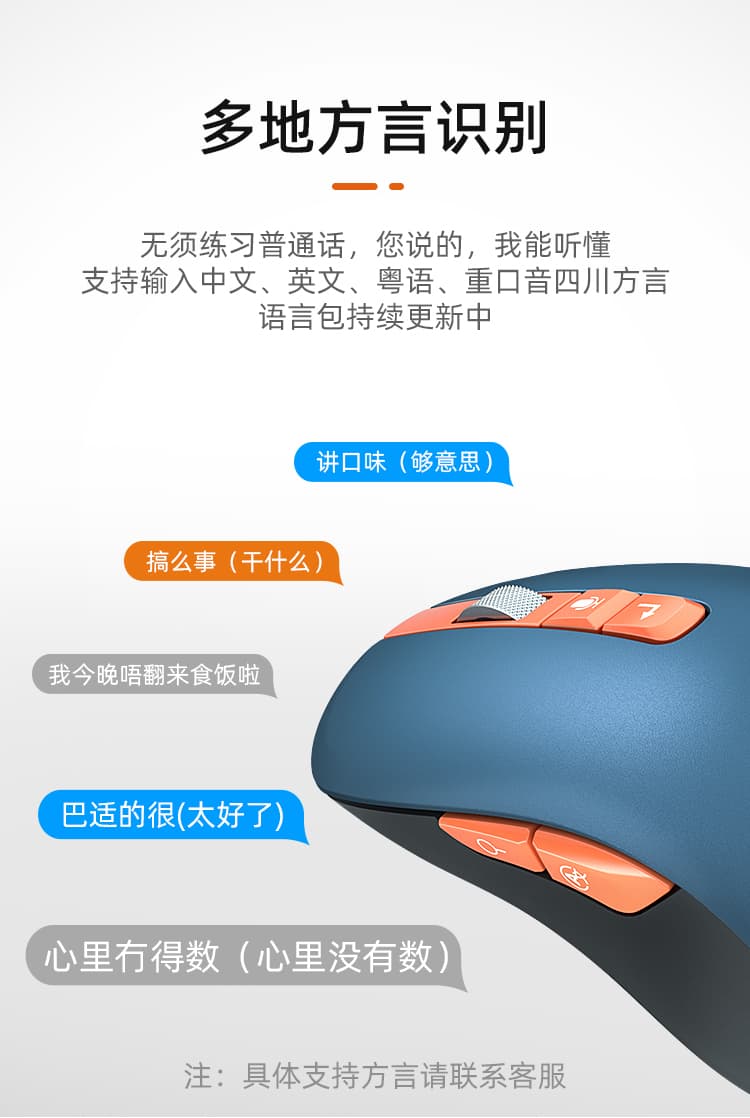 多地方言识别
无须练习普通话，您说的，我能听懂
支持输入中文、英文、粤语、重口音四川方言
语言包持续更新中
讲口味（够意思）
搞么事（干什么）
我今晚唔翻来食饭啦
巴适的很(太好了)
心里冇得数（心里没有数）
注：具体支持方言请联系客服